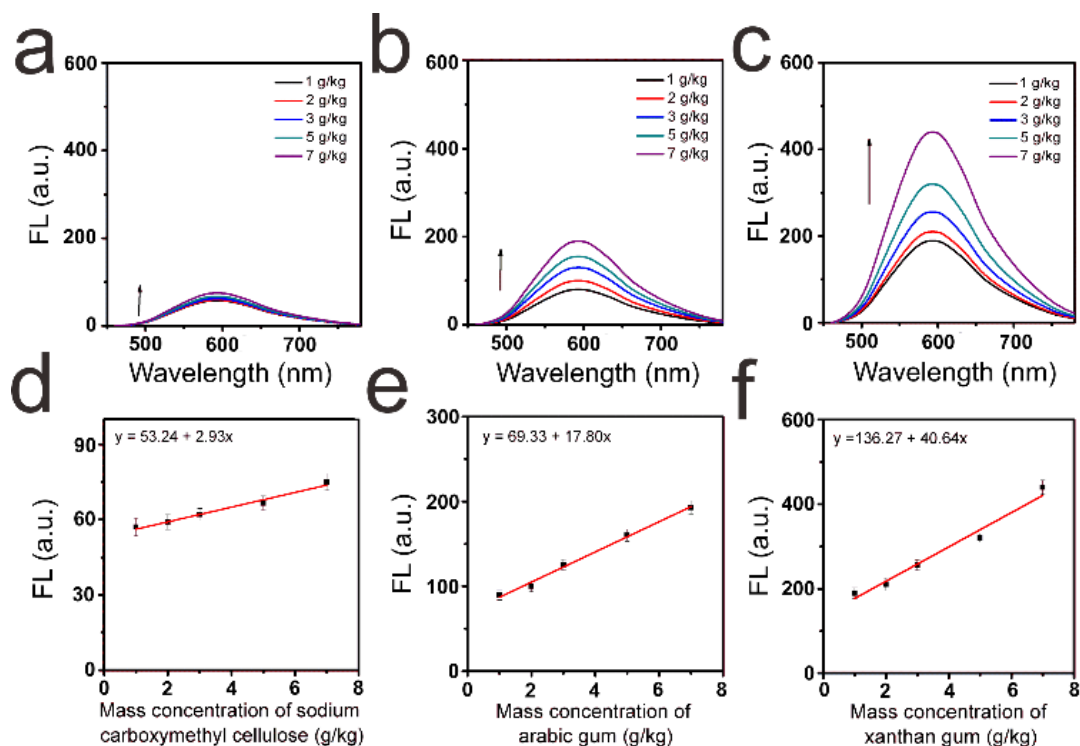 a
600
400
200
0
FL (a.u.)
1 g/kg
2 g/kg
3 g/kg
5 g/kg
7 g/kg
500 600 700
Wavelength (nm)
b
600
400
200
0
FL (a.u.)
1 g/kg
2 g/kg
3 g/kg
5 g/kg
7 g/kg
500 600 700
Wavelength (nm)
c
600
400
200
0
FL (a.u.)
1 g/kg
2 g/kg
3 g/kg
5 g/kg
7 g/kg
500 600 700
Wavelength (nm)
d
90
60
30
0
FL (a.u.)
y = 53.24 + 2.93x
0 2 4 6 8
Mass concentration of sodium
carboxymethyl cellulose (g/kg)
e
300
200
100
0
FL (a.u.)
y = 69.33 + 17.80x
0 2 4 6 8
Mass concentration of
arabic gum (g/kg)
f
600
400
200
0
FL (a.u.)
y =136.27 + 40.64x
0 2 4 6 8
Mass concentration of
xanthan gum (g/kg)